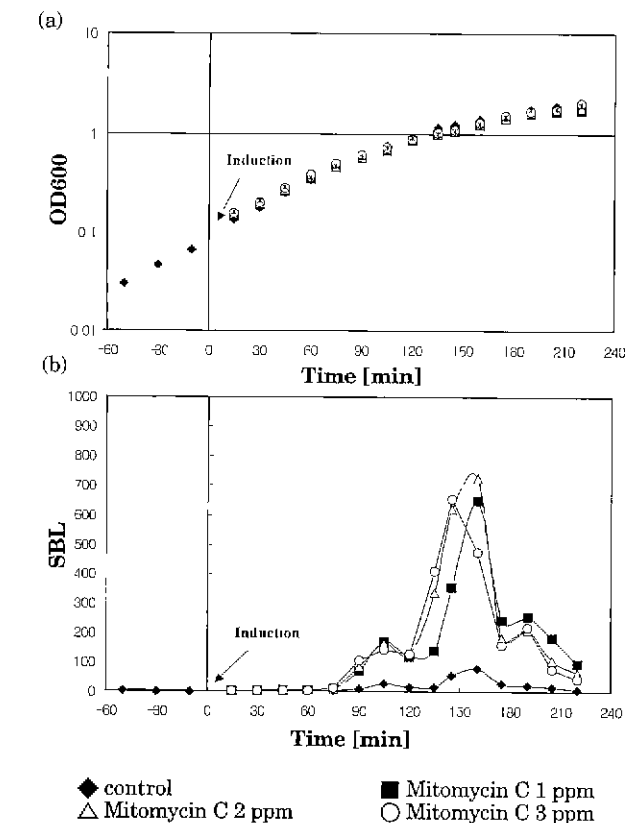 (a)
10
1
0.1
0.01
OD600
Induction
-60 -30 0 30 60 90 120 150 180 210 240
Time [min]
(b)
1000
900
800
700
600
500
400
300
200
100
0
SBL
Induction
-60 -30 0 30 60 90 120 150 180 210 240
Time [min]
control
Mitomycin C 1 ppm
Mitomycin C 2 ppm
Mitomycin C 3 ppm